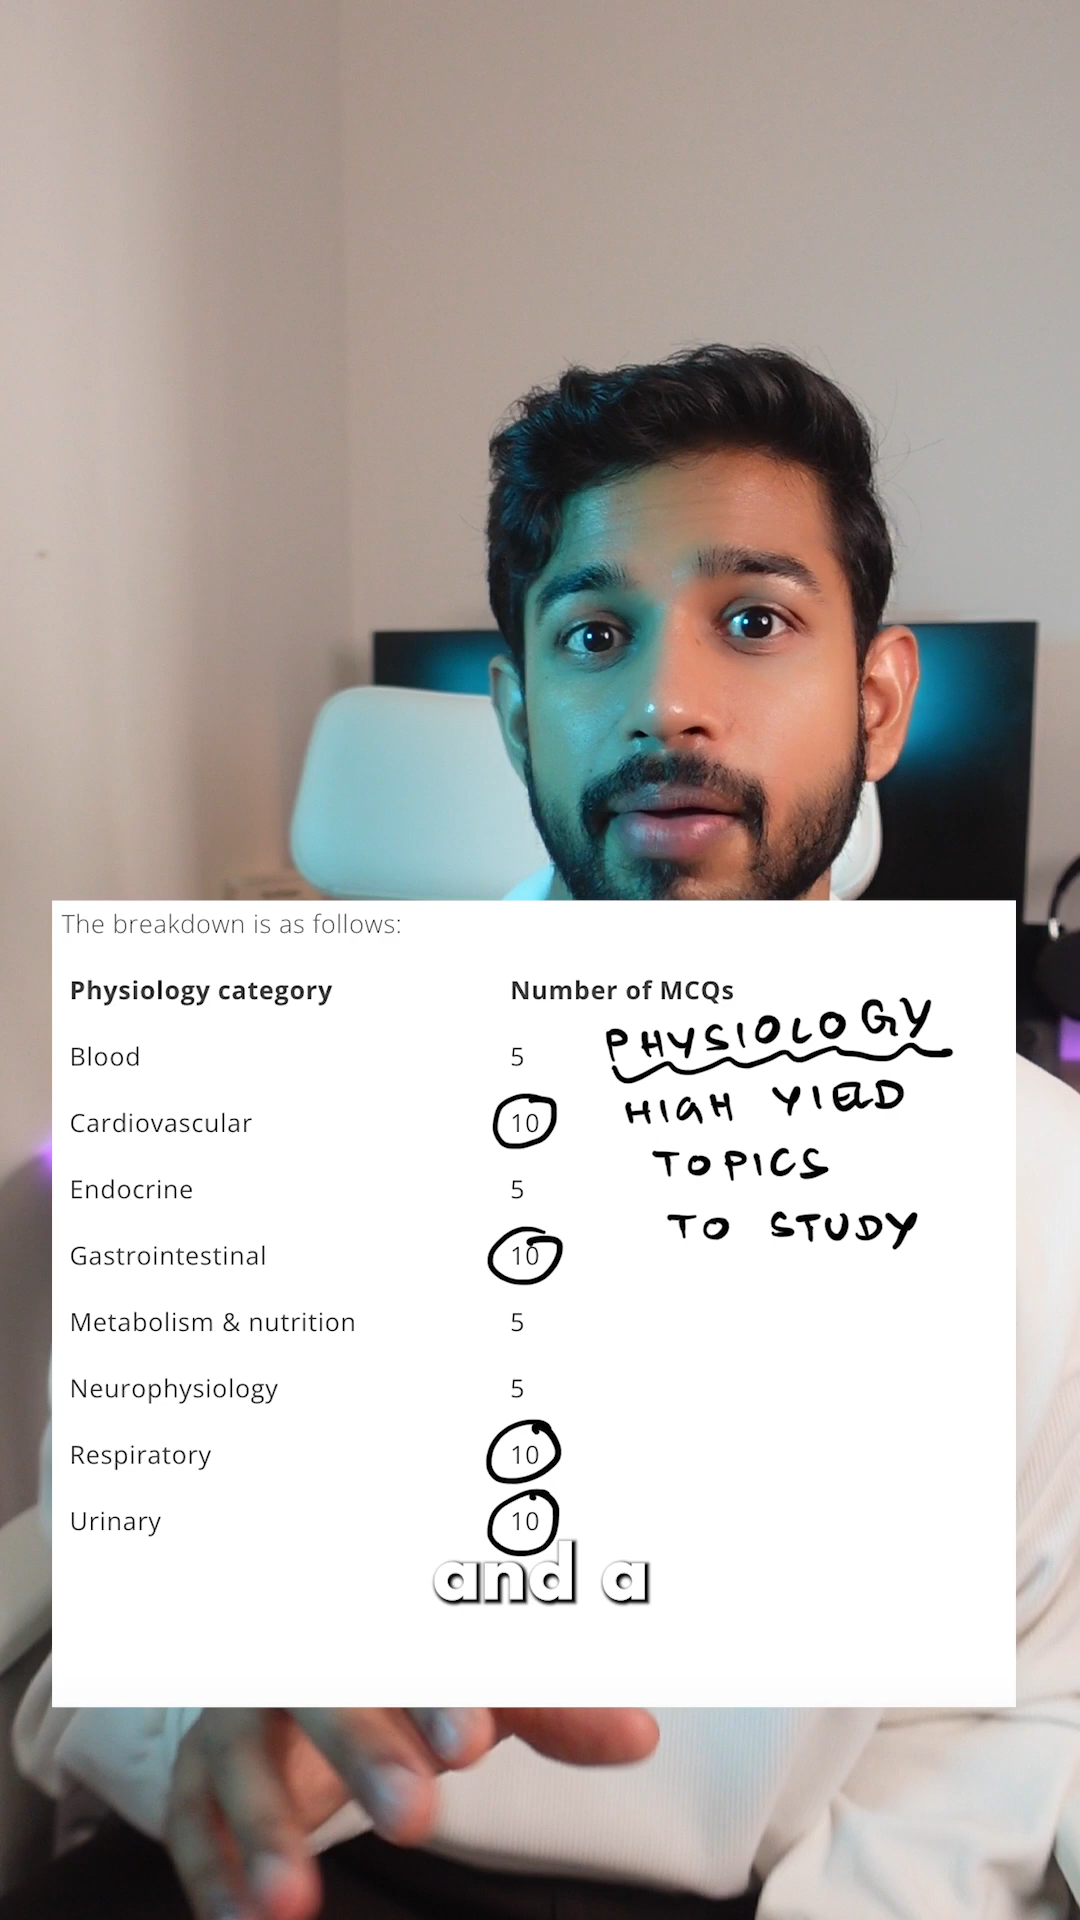 The breakdown is as follows:
Physiology category Number of MCQs
PHYSIOLOGY
Blood 5
HIGH YIELD
Cardiovascular 10
TOPICS
Endocrine 5
TO STUDY
Gastrointestinal 10
Metabolism & nutrition 5
Neurophysiology 5
Respiratory 10
Urinary 10
and a